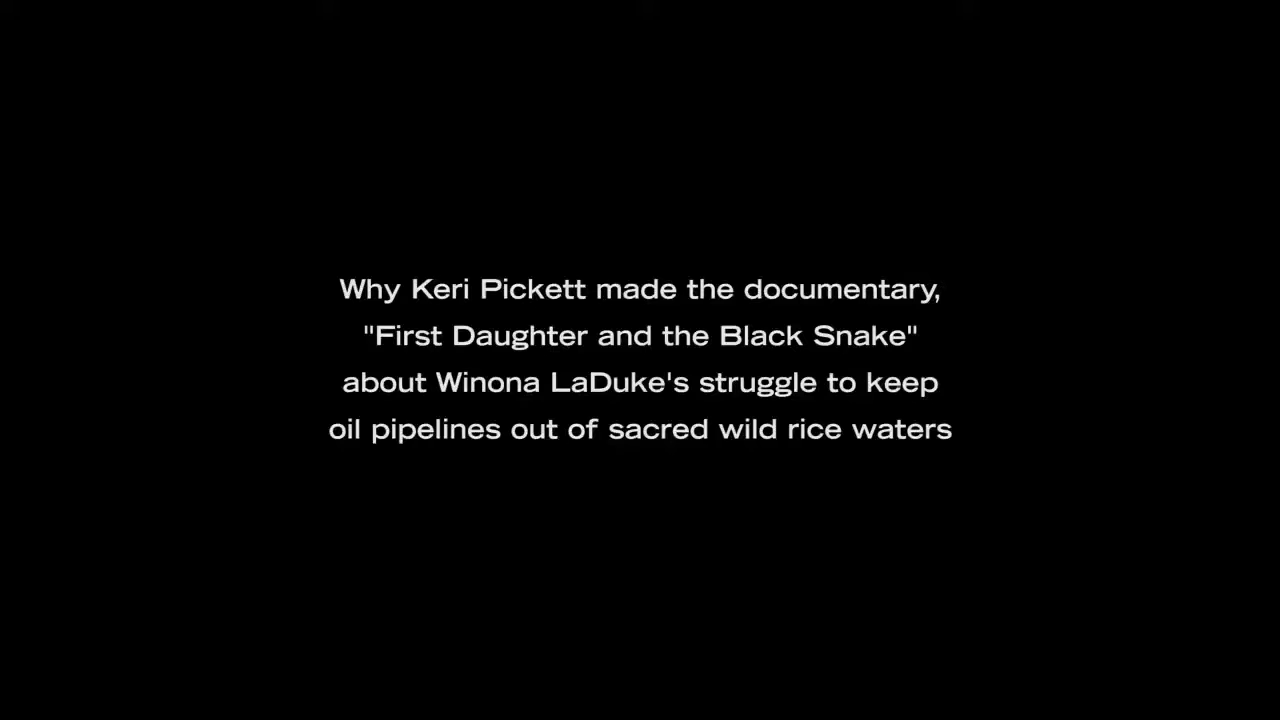 Why Keri Pickett made the documentary,
"First Daughter and the Black Snake"
about Winona LaDuke's struggle to keep
oil pipelines out of sacred wild rice waters